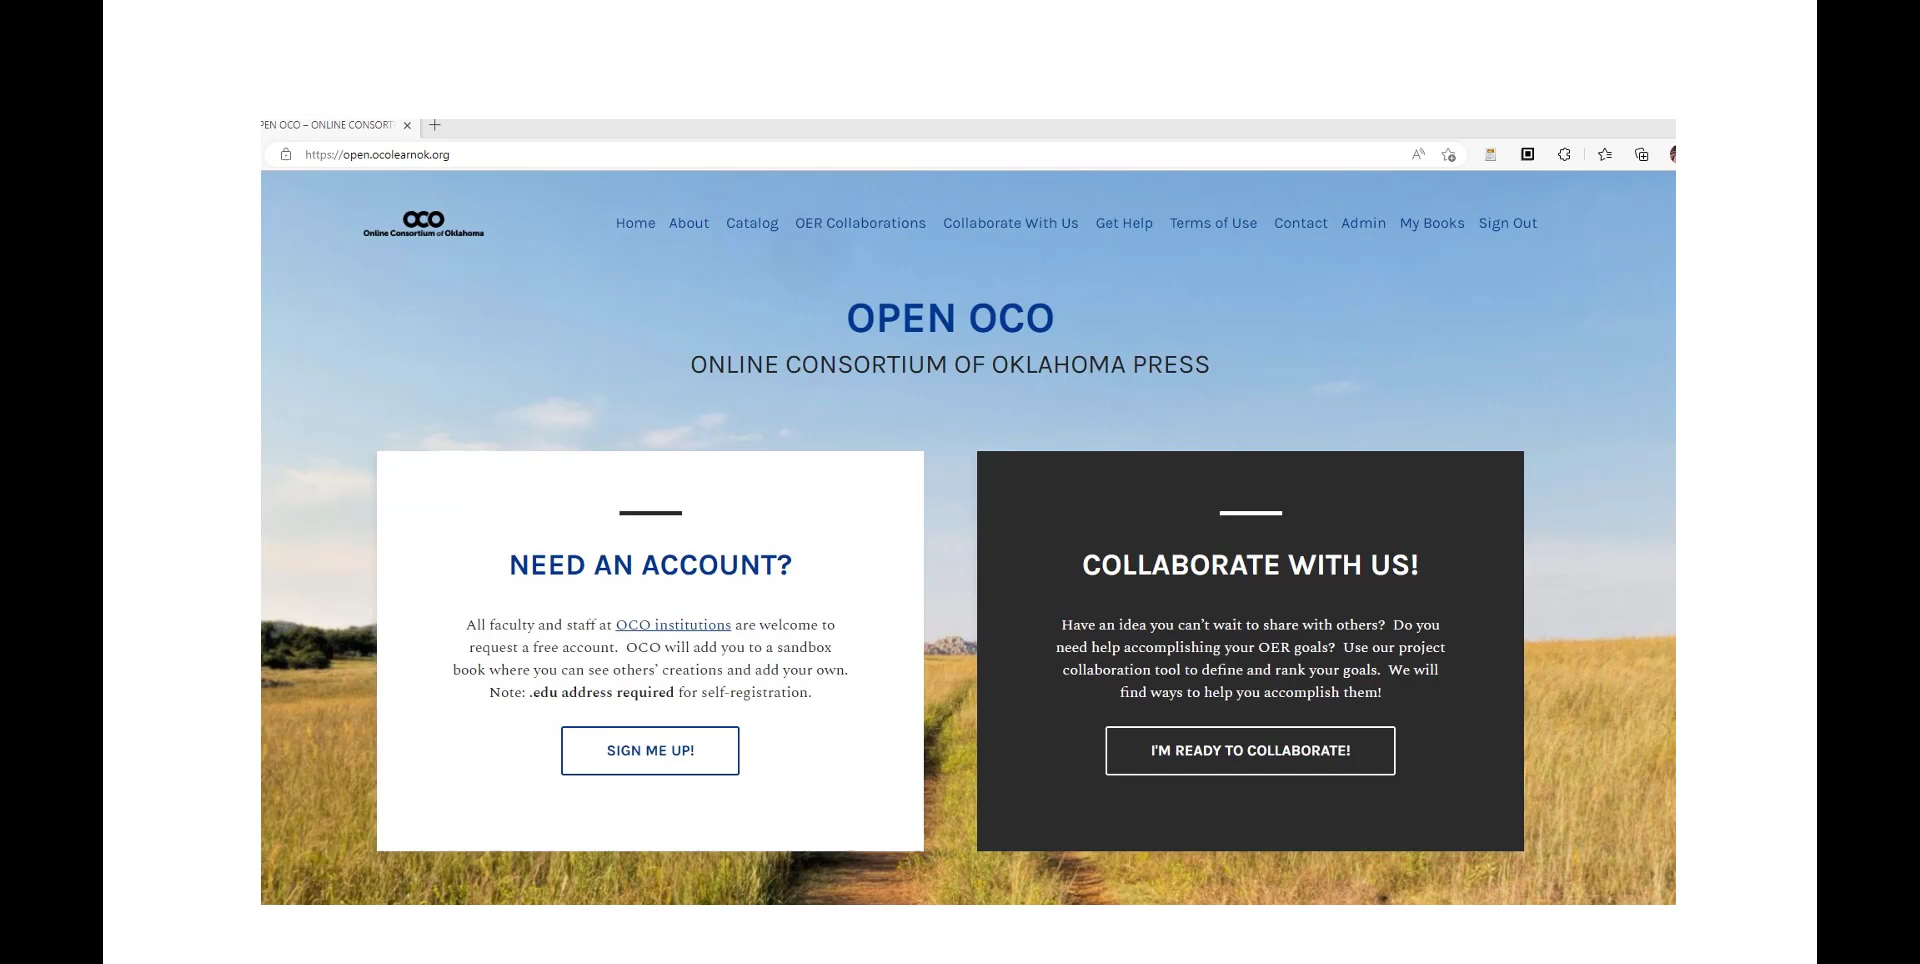 PEN OCO – ONLINE CONSORT
https://open.ocolearnok.org
OCO
Online Consortium of Oklahoma
Home About Catalog OER Collaborations Collaborate With Us Get Help Terms of Use Contact Admin My Books Sign Out
OPEN OCO
ONLINE CONSORTIUM OF OKLAHOMA PRESS
NEED AN ACCOUNT?
All faculty and staff at OCO institutions are welcome to
request a free account. OCO will add you to a sandbox
book where you can see others’ creations and add your own.
Note: .edu address required for self-registration.
SIGN ME UP!
COLLABORATE WITH US!
Have an idea you can’t wait to share with others? Do you
need help accomplishing your OER goals? Use our project
collaboration tool to define and rank your goals. We will
find ways to help you accomplish them!
I'M READY TO COLLABORATE!